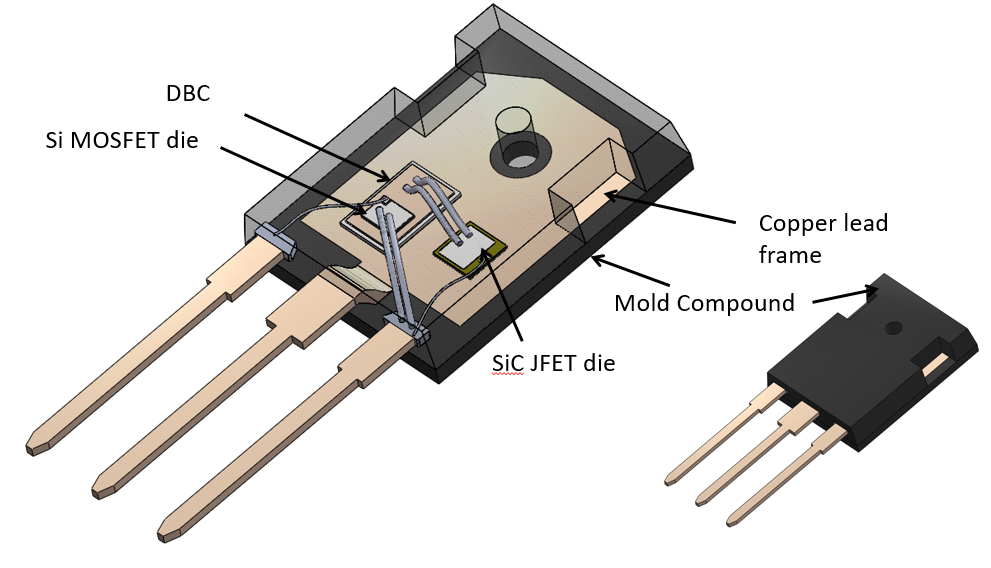 DBC
Si MOSFET die
Copper lead
frame
Mold Compound
SiC JFET die